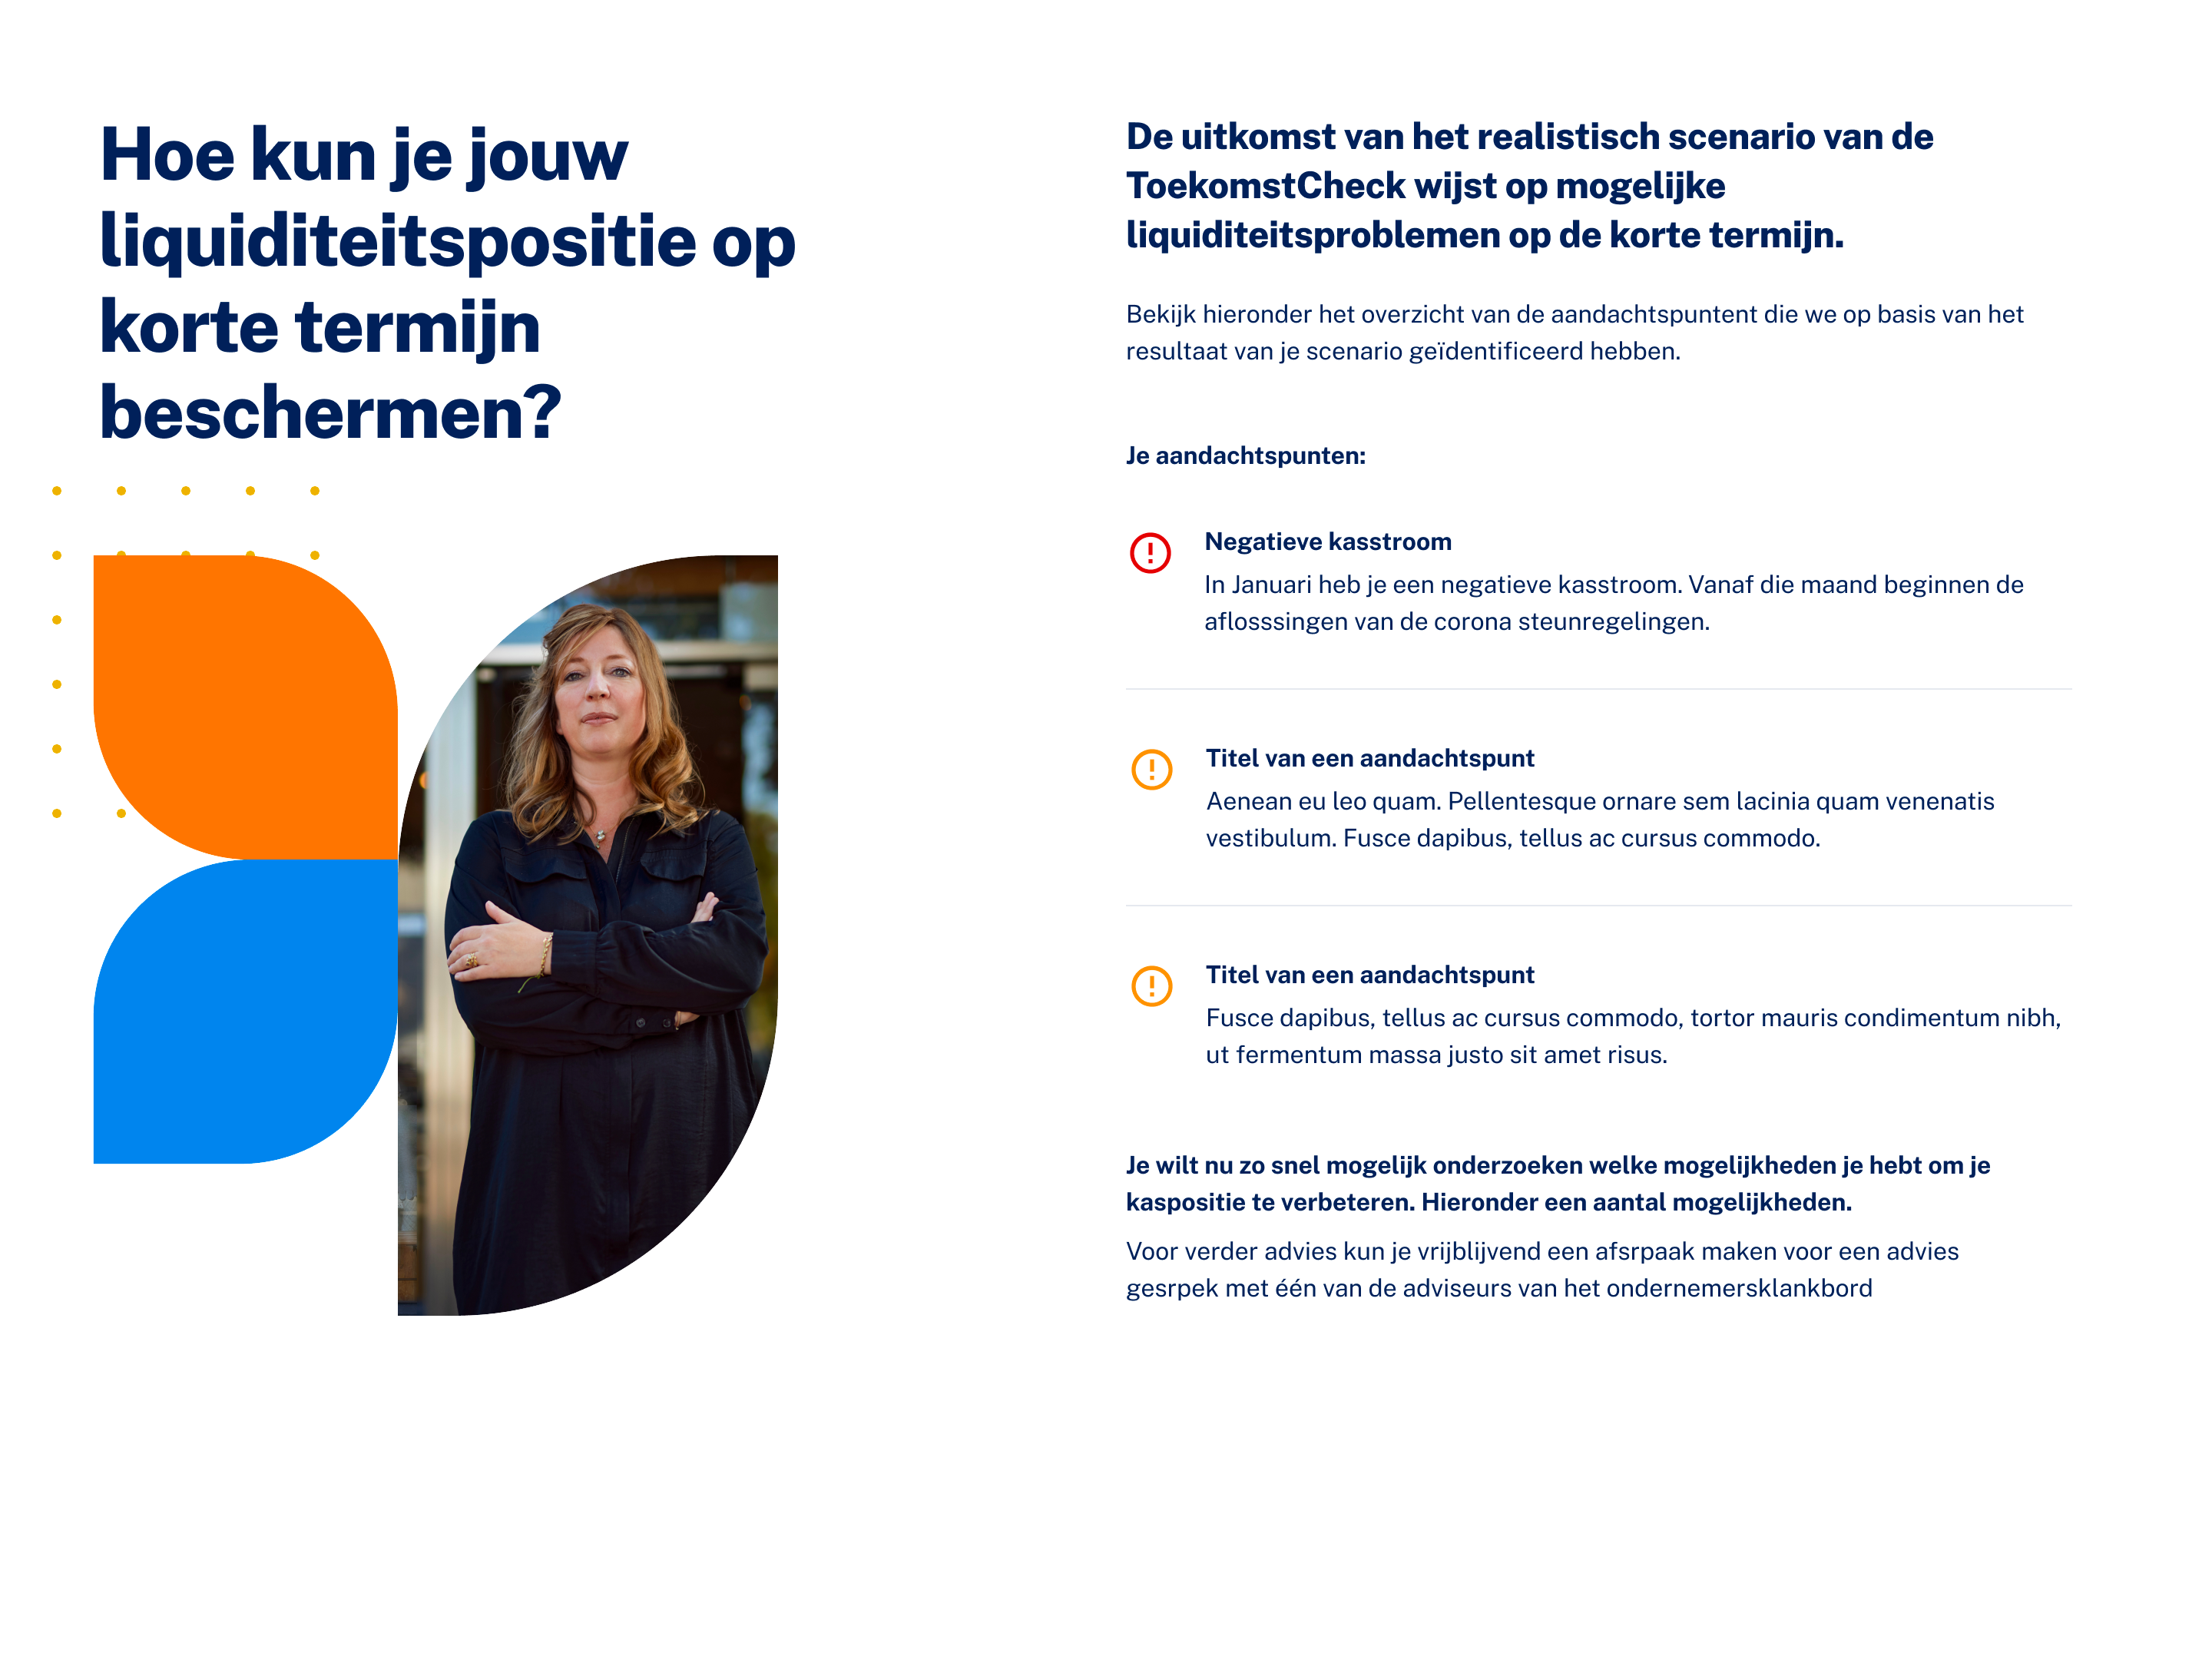 Hoe kun je jouw
liquiditeitspositie op
korte termijn
beschermen?
De uitkomst van het realistisch scenario van de
ToekomstCheck wijst op mogelijke
liquiditeitsproblemen op de korte termijn.
Bekijk hieronder het overzicht van de aandachtspuntent die we op basis van het
resultaat van je scenario geïdentificeerd hebben.
Je aandachtspunten:
Negatieve kasstroom
In Januari heb je een negatieve kasstroom. Vanaf die maand beginnen de
aflosssingen van de corona steunregelingen.
Titel van een aandachtspunt
Aenean eu leo quam. Pellentesque ornare sem lacinia quam venenatis
vestibulum. Fusce dapibus, tellus ac cursus commodo.
Titel van een aandachtspunt
Fusce dapibus, tellus ac cursus commodo, tortor mauris condimentum nibh,
ut fermentum massa justo sit amet risus.
Je wilt nu zo snel mogelijk onderzoeken welke mogelijkheden je hebt om je
kaspositie te verbeteren. Hieronder een aantal mogelijkheden.
Voor verder advies kun je vrijblijvend een afsrpaak maken voor een advies
gesrpek met één van de adviseurs van het ondernemersklankbord